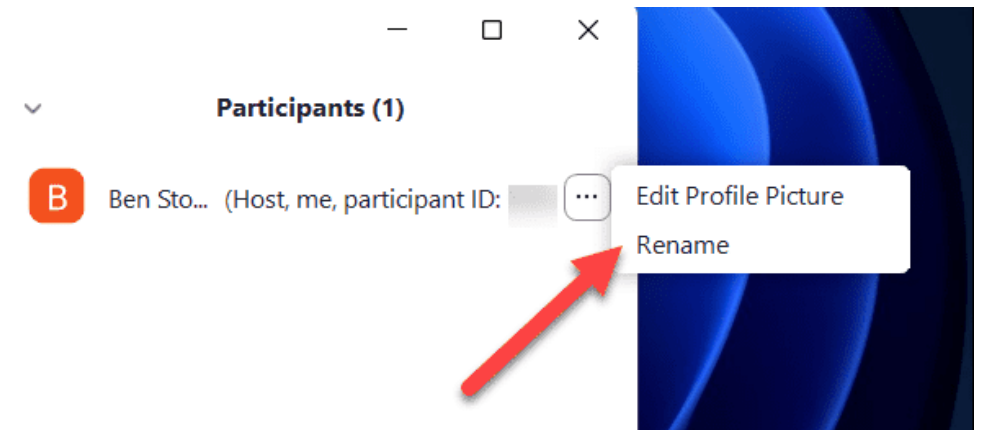 Participants (1)
B
Ben Sto... (Host, me, participant ID:
...
Edit Profile Picture
Rename